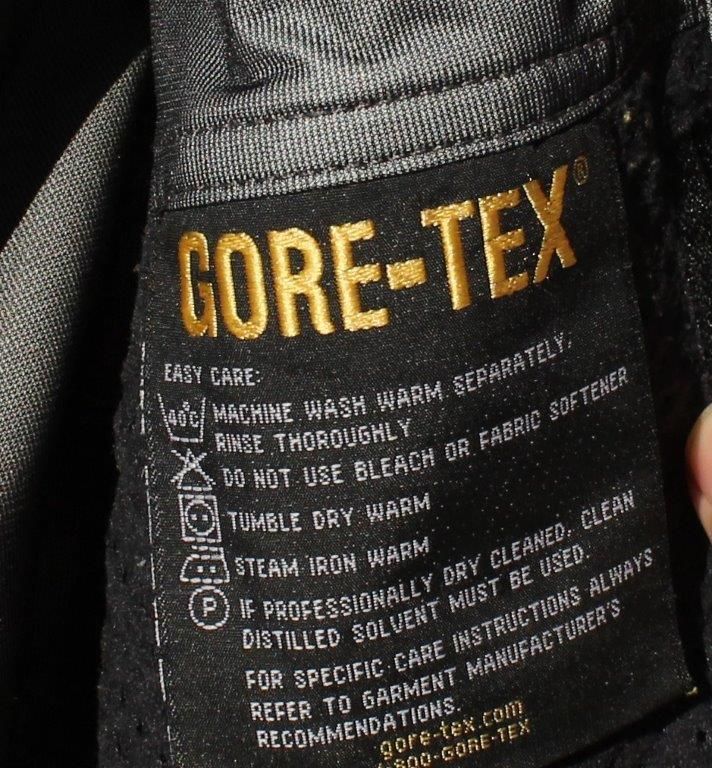 GORE-TEX®
EASY CARE:
MACHINE WASH WARM SEPARATELY,
RINSE THOROUGHLY
DO NOT USE BLEACH OR FABRIC SOFTENER
TUMBLE DRY WARM
STEAM IRON WARM
P
IF PROFESSIONALLY DRY CLEANED, CLEAN
DISTILLED SOLVENT MUST BE USED.
FOR SPECIFIC CARE INSTRUCTIONS ALWAYS
REFER TO GARMENT MANUFACTURER'S
RECOMMENDATIONS.
gore-tex.com
800-GORE-TEX